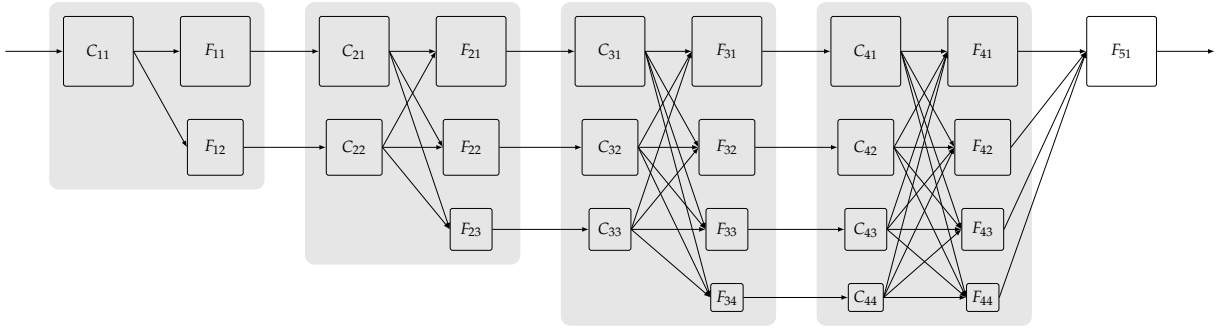 C11 F11 C21 F21 C31 F31 C41 F41 F51
F12 C22 F22 C32 F32 C42 F42
F23 C33 F33 C43 F43
F34 C44 F44